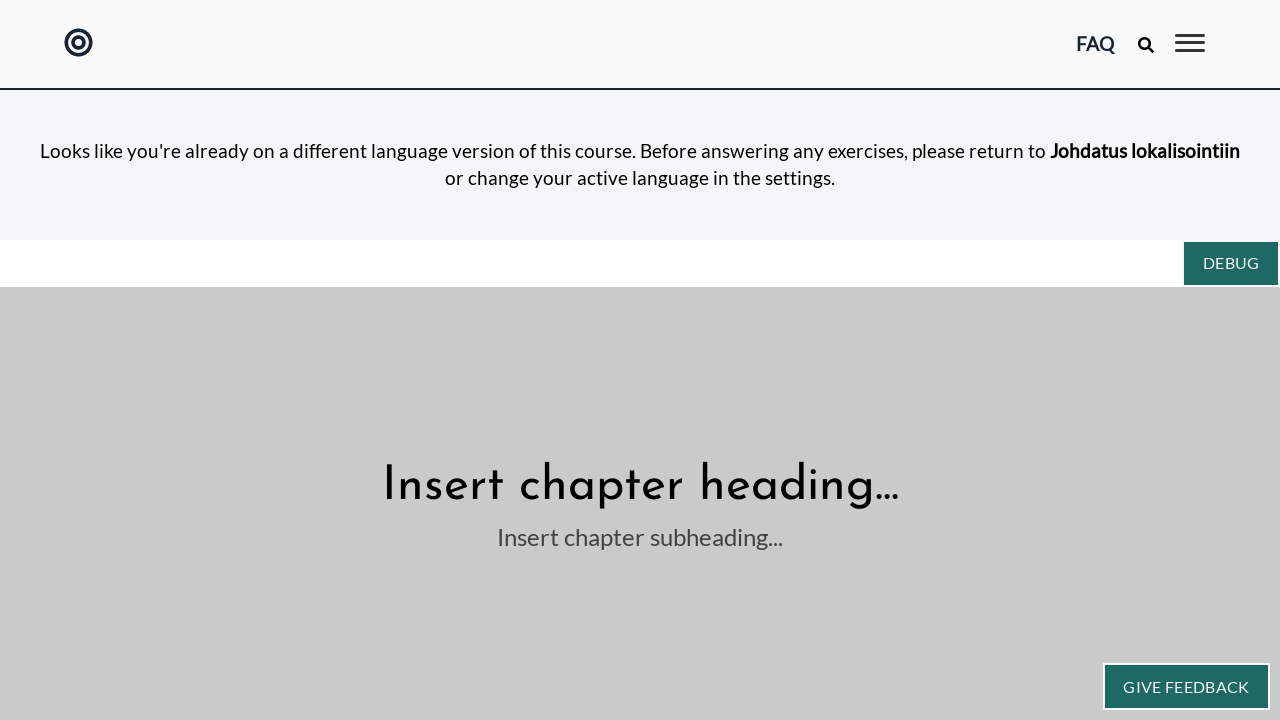 FAQ
Looks like you're already on a different language version of this course. Before answering any exercises, please return to Johdatus lokalisointiin
or change your active language in the settings.
DEBUG
Insert chapter heading...
Insert chapter subheading...
GIVE FEEDBACK